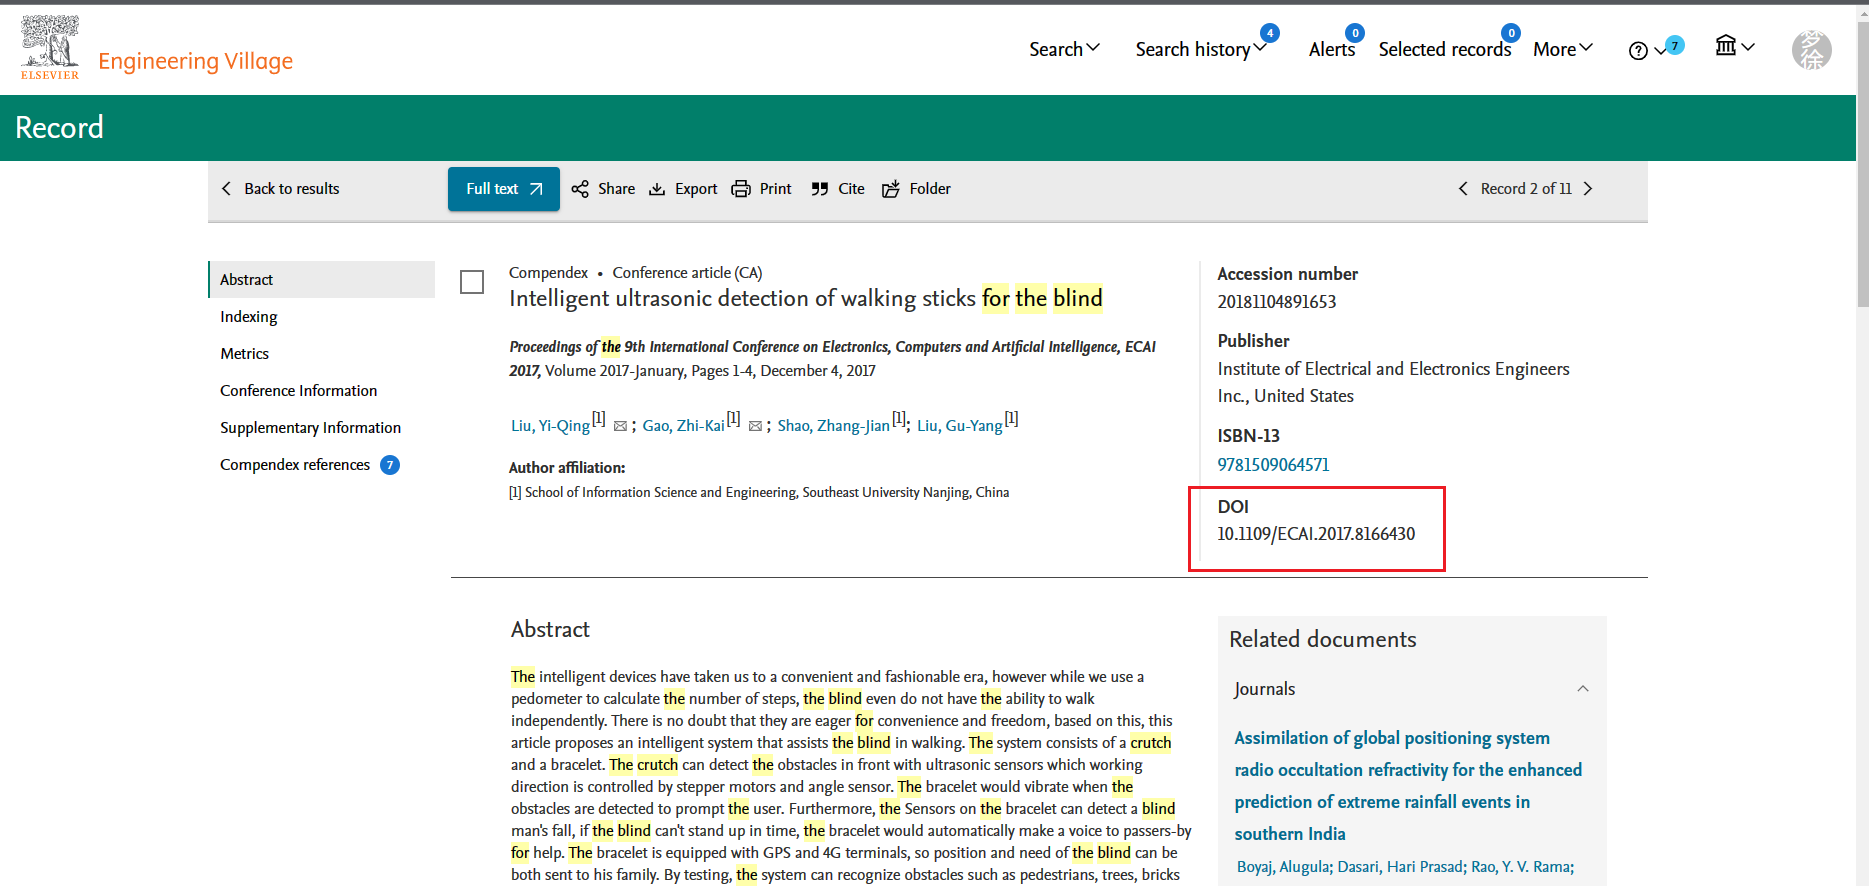 ELSEVIER
Engineering Village
Search
Search history 4
Alerts 0
Selected records 0
More
? 7
梦徐
Record
Back to results
Full text
Share
Export
Print
Cite
Folder
Record 2 of 11
Abstract
Indexing
Metrics
Conference Information
Supplementary Information
Compendex references 7
Compendex • Conference article (CA)
Intelligent ultrasonic detection of walking sticks for the blind
Proceedings of the 9th International Conference on Electronics, Computers and Artificial Intelligence, ECAI
2017, Volume 2017-January, Pages 1-4, December 4, 2017
Liu, Yi-Qing[1] ; Gao, Zhi-Kai[1] ; Shao, Zhang-Jian[1]; Liu, Gu-Yang[1]
Author affiliation:
[1] School of Information Science and Engineering, Southeast University Nanjing, China
Accession number
20181104891653
Publisher
Institute of Electrical and Electronics Engineers
Inc., United States
ISBN-13
9781509064571
DOI
10.1109/ECAI.2017.8166430
Abstract
The intelligent devices have taken us to a convenient and fashionable era, however while we use a
pedometer to calculate the number of steps, the blind even do not have the ability to walk
independently. There is no doubt that they are eager for convenience and freedom, based on this, this
article proposes an intelligent system that assists the blind in walking. The system consists of a crutch
and a bracelet. The crutch can detect the obstacles in front with ultrasonic sensors which working
direction is controlled by stepper motors and angle sensor. The bracelet would vibrate when the
obstacles are detected to prompt the user. Furthermore, the Sensors on the bracelet can detect a blind
man's fall, if the blind can't stand up in time, the bracelet would automatically make a voice to passers-by
for help. The bracelet is equipped with GPS and 4G terminals, so position and need of the blind can be
both sent to his family. By testing, the system can recognize obstacles such as pedestrians, trees, bricks
Related documents
Journals
Assimilation of global positioning system
radio occultation refractivity for the enhanced
prediction of extreme rainfall events in
southern India
Boyaj, Alugula; Dasari, Hari Prasad; Rao, Y. V. Rama;